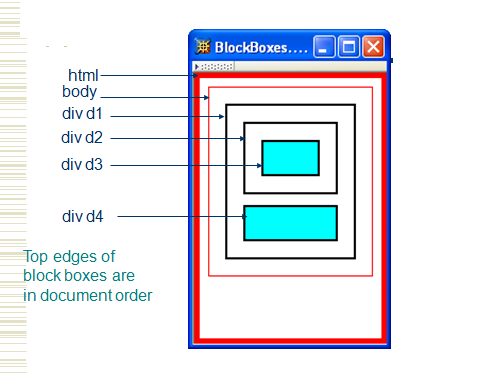 BlockBoxes....
html
body
div d1
div d2
div d3
div d4
Top edges of
block boxes are
in document order